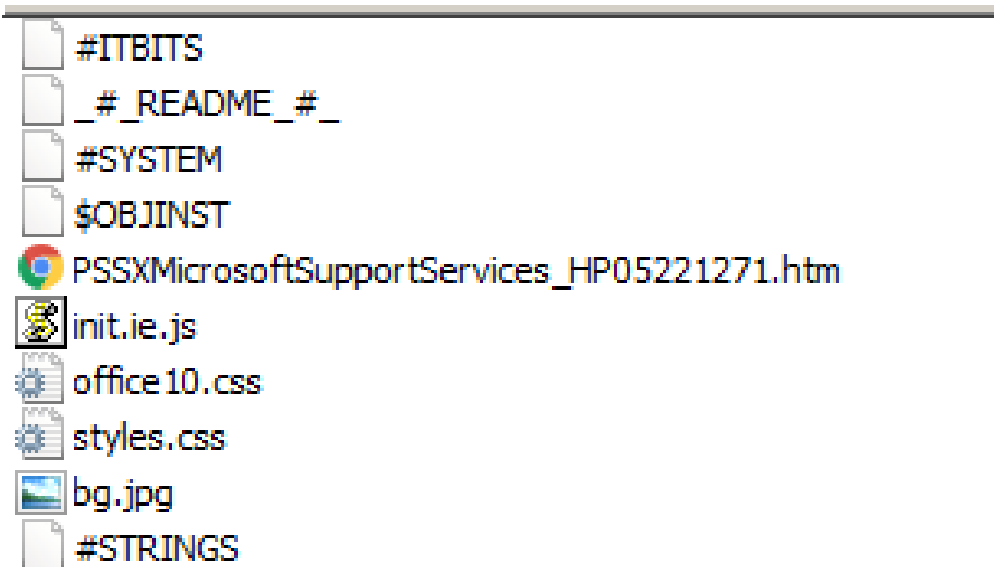 #ITBITS
_#_README_#_
#SYSTEM
$OBJINST
PSSXMicrosoftSupportServices_HP05221271.htm
init.ie.js
office10.css
styles.css
bg.jpg
#STRINGS